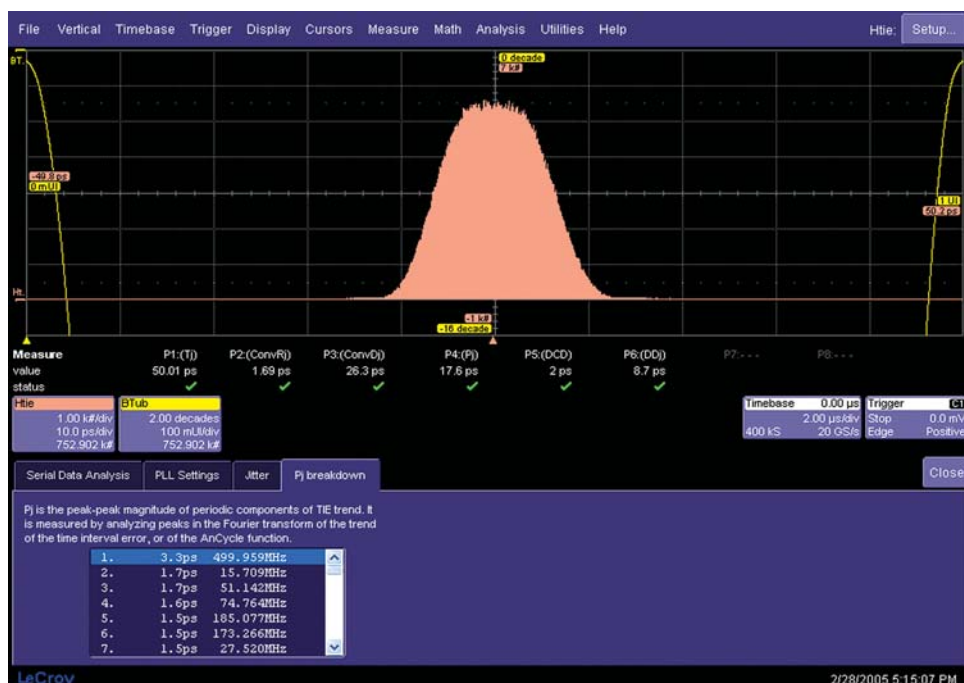 File Vertical Timebase Trigger Display Cursors Measure Math Analysis Utilities Help Htie: Setup...
BT.
0 decade
7 k#
-49.8 ps
0 mUI
1 UI
50.2 ps
Ht.
-1 k#
-16 decade
Measure P1:(Tj) P2:(ConvRj) P3:(ConvDj) P4:(Pj) P5:(DCD) P6:(DDj) P7:--- P8:---
value 50.01 ps 1.69 ps 26.3 ps 17.6 ps 2 ps 8.7 ps
status
Htie
1.00 k#/div
10.0 ps/div
752.902 k#
BTub
2.00 decades
100 mUI/div
752.902 k#
Timebase 0.00 µs
2.00 µs/div
400 kS 20 GS/s
Trigger C1
Stop 0.0 mV
Edge Positive
Serial Data Analysis PLL Settings Jitter Pj breakdown Close
Pj is the peak-peak magnitude of periodic components of TIE trend. It
is measured by analyzing peaks in the Fourier transform of the trend
of the time interval error, or of the AnCycle function.
1. 3.3ps 499.959MHz
2. 1.7ps 15.709MHz
3. 1.7ps 51.142MHz
4. 1.6ps 74.764MHz
5. 1.5ps 185.077MHz
6. 1.5ps 173.266MHz
7. 1.5ps 27.520MHz
LeCroy 2/28/2005 5:15:07 PM